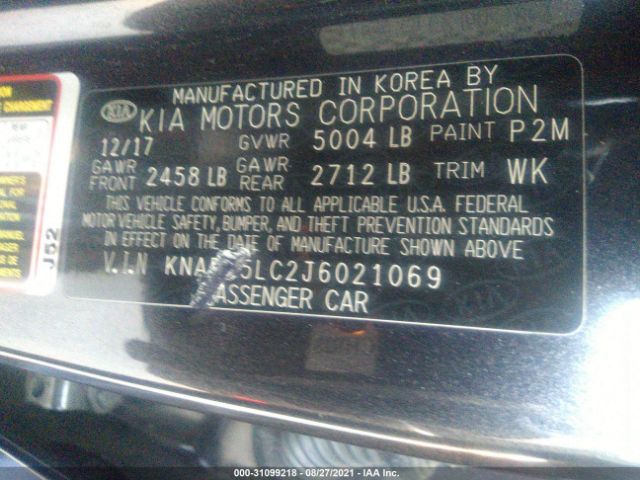 MANUFACTURED IN KOREA BY
KIA KIA MOTORS CORPORATION
12/17 GVWR 5004 LB PAINT P2M
GAWR FRONT 2458 LB GAWR REAR 2712 LB TRIM WK
THIS VEHICLE CONFORMS TO ALL APPLICABLE U.S.A. FEDERAL
MOTOR VEHICLE SAFETY, BUMPER, AND THEFT PREVENTION STANDARDS
IN EFFECT ON THE DATE OF MANUFACTURE SHOWN ABOVE
V.I.N 5LC2J6021069
PASSENGER CAR
J52
000-31099218 - 08/27/2021 - IAA Inc.